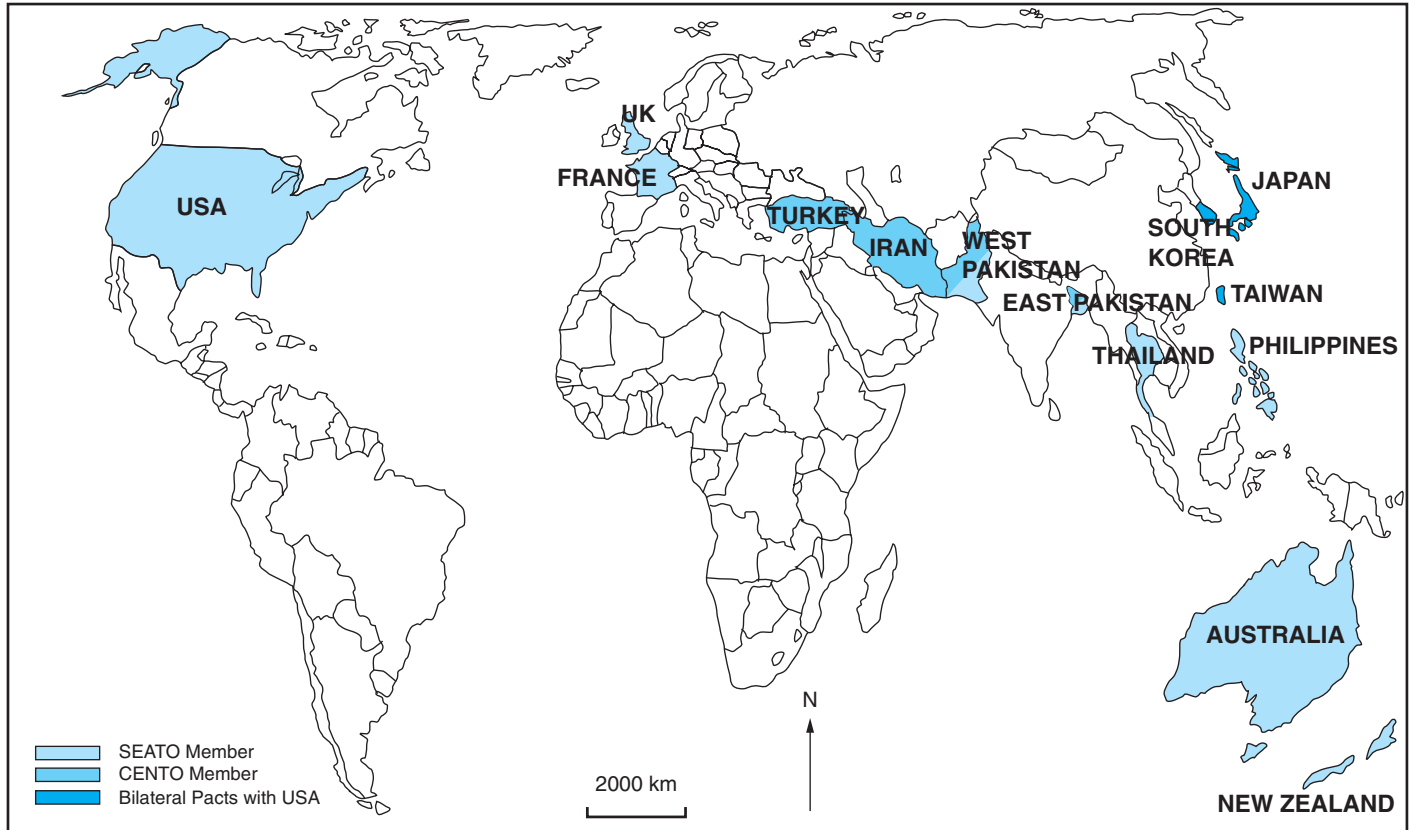 UK
FRANCE
USA
TURKEY
IRAN
WEST
PAKISTAN
EAST PAKISTAN
THAILAND
JAPAN
SOUTH
KOREA
TAIWAN
PHILIPPINES
AUSTRALIA
NEW ZEALAND
N
2000 km
SEATO Member
CENTO Member
Bilateral Pacts with USA